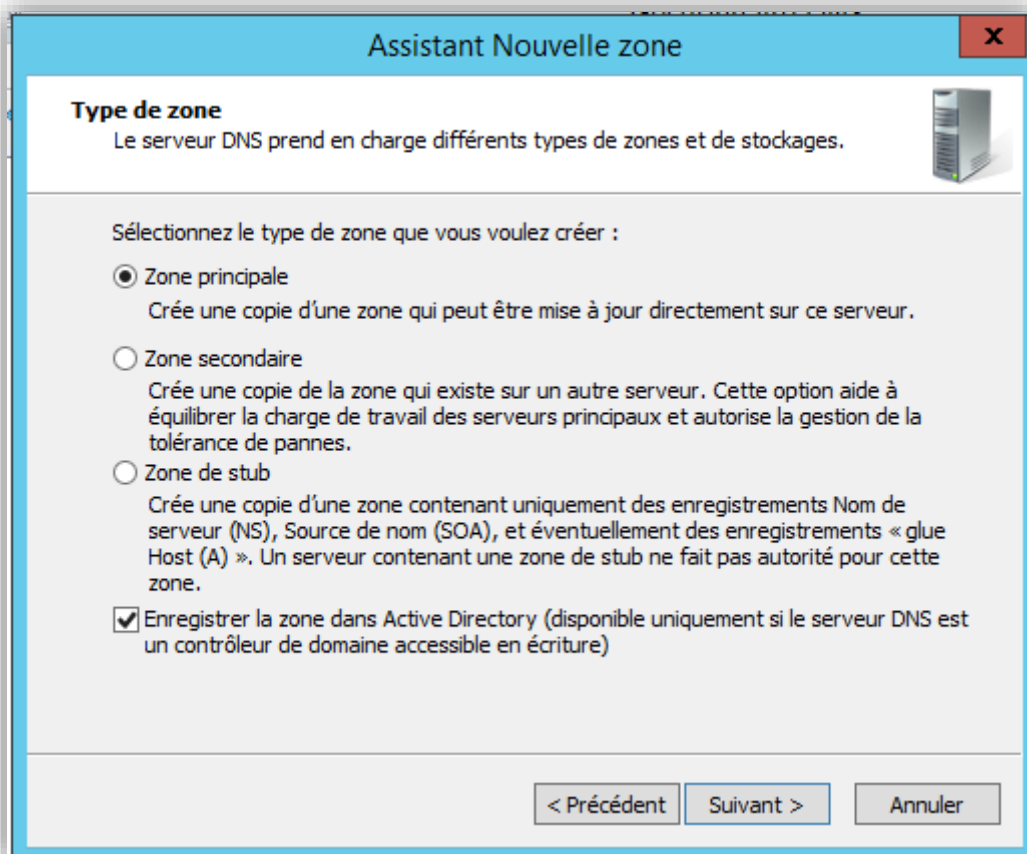 Assistant Nouvelle zone
x
Type de zone
Le serveur DNS prend en charge différents types de zones et de stockages.
Sélectionnez le type de zone que vous voulez créer :
Zone principale
Crée une copie d'une zone qui peut être mise à jour directement sur ce serveur.
Zone secondaire
Crée une copie de la zone qui existe sur un autre serveur. Cette option aide à
équilibrer la charge de travail des serveurs principaux et autorise la gestion de la
tolérance de pannes.
Zone de stub
Crée une copie d'une zone contenant uniquement des enregistrements Nom de
serveur (NS), Source de nom (SOA), et éventuellement des enregistrements « glue
Host (A) ». Un serveur contenant une zone de stub ne fait pas autorité pour cette
zone.
Enregistrer la zone dans Active Directory (disponible uniquement si le serveur DNS est
un contrôleur de domaine accessible en écriture)
< Précédent Suivant > Annuler